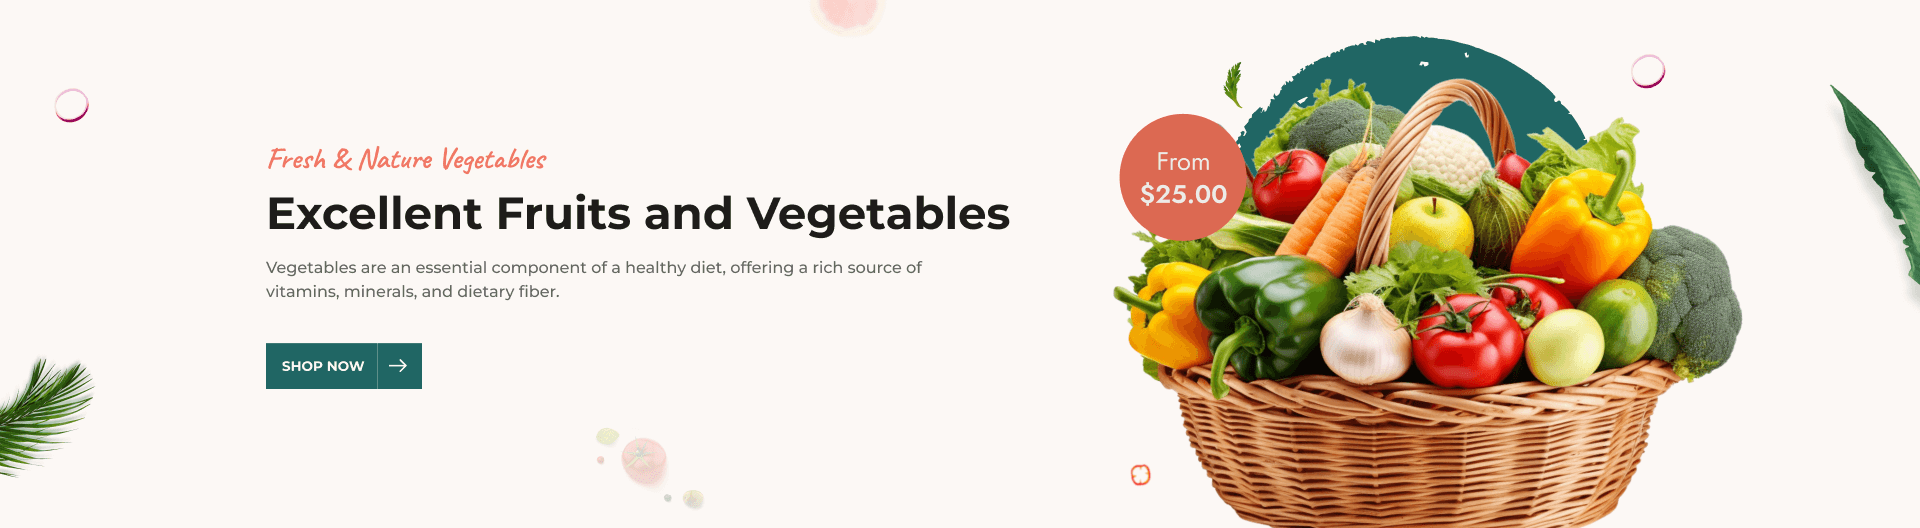 Fresh & Nature Vegetables
Excellent Fruits and Vegetables
Vegetables are an essential component of a healthy diet, offering a rich source of
vitamins, minerals, and dietary fiber.
SHOP NOW
From
$25.00